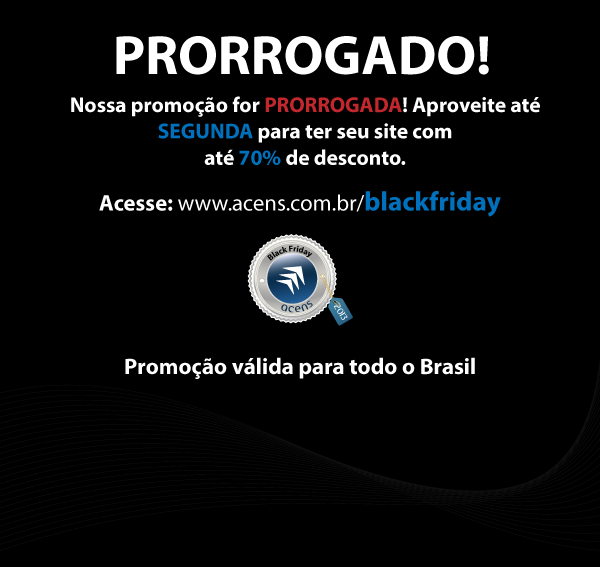 PRORROGADO!
Nossa promoção for PRORROGADA! Aproveite até
SEGUNDA para ter seu site com
até 70% de desconto.
Acesse: www.acens.com.br/blackfriday
Black Friday
acens
2013
Promoção válida para todo o Brasil